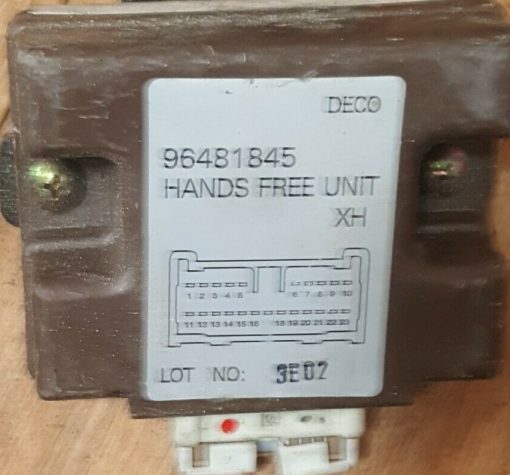 DECO
96481845
HANDS FREE UNIT
XH
1 2 3 4 5 6 7 8 9 10
11 12 13 14 15 16 18 19 20 21 22 23
LOT NO: 3E02